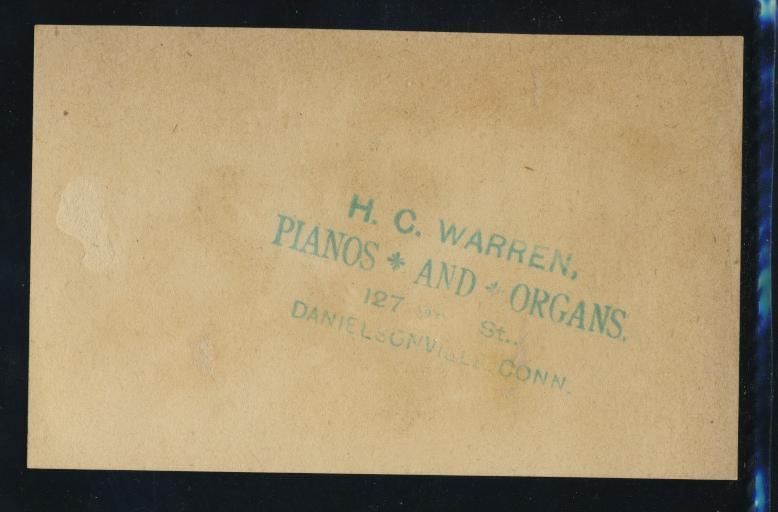 H. C. WARREN,
PIANOS * AND * ORGANS.
127 St.,
DANIELSONVILLE, CONN.